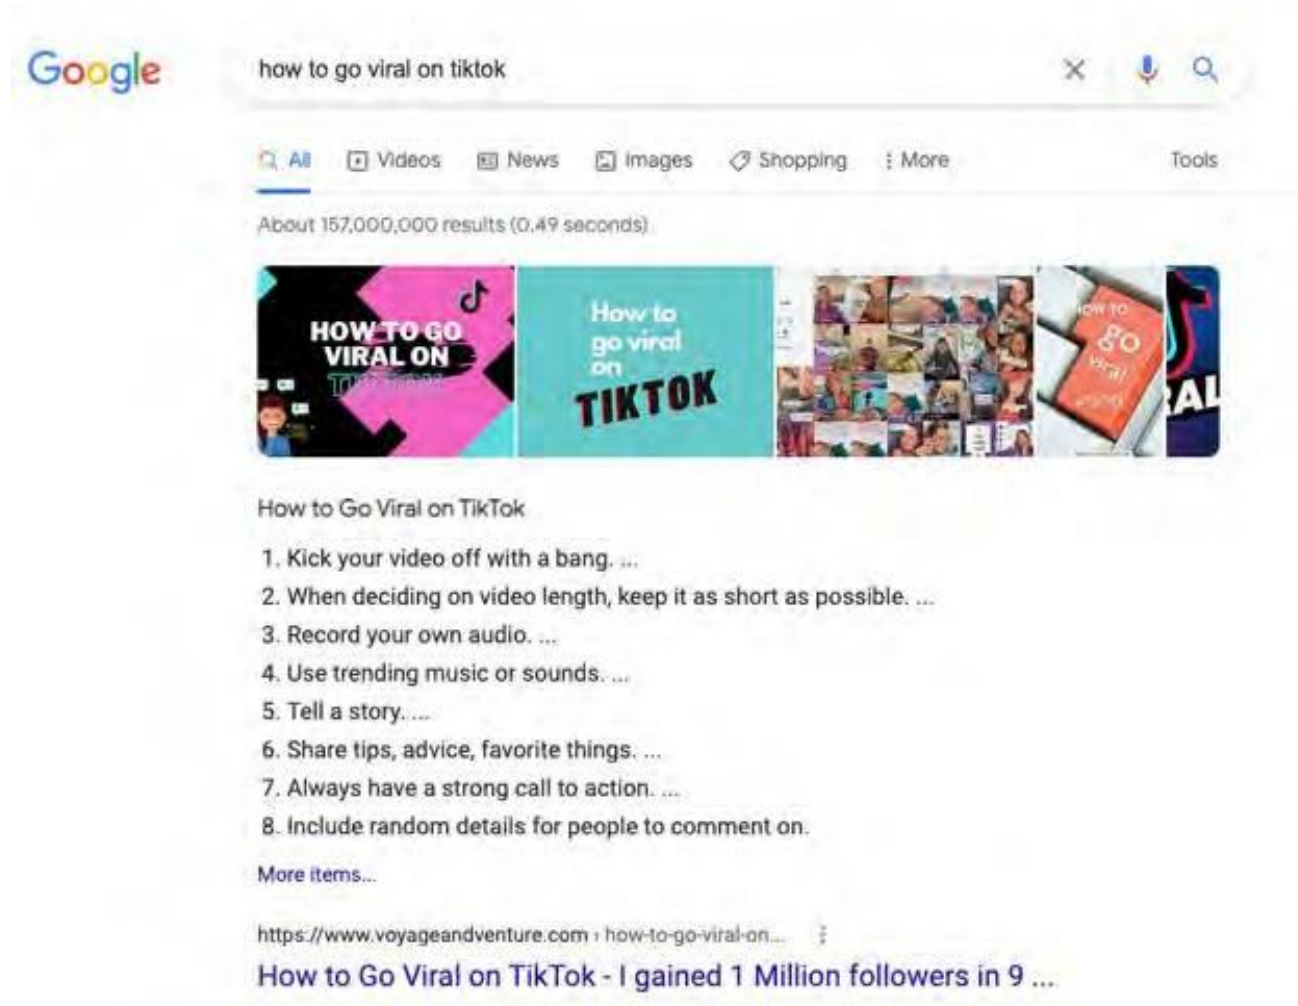 Google
how to go viral on tiktok
All Videos News Images Shopping More Tools
About 157,000,000 results (0.49 seconds)
HOW TO GO
VIRAL ON
How to
go viral
on
TIKTOK
HOW TO
go
viral
RAL
How to Go Viral on TikTok
1. Kick your video off with a bang. ...
2. When deciding on video length, keep it as short as possible. ...
3. Record your own audio. ...
4. Use trending music or sounds. ...
5. Tell a story. ...
6. Share tips, advice, favorite things. ...
7. Always have a strong call to action. ...
8. Include random details for people to comment on.
More items...
https://www.voyageandventure.com › how-to-go-viral-on...
How to Go Viral on TikTok - I gained 1 Million followers in 9 ...